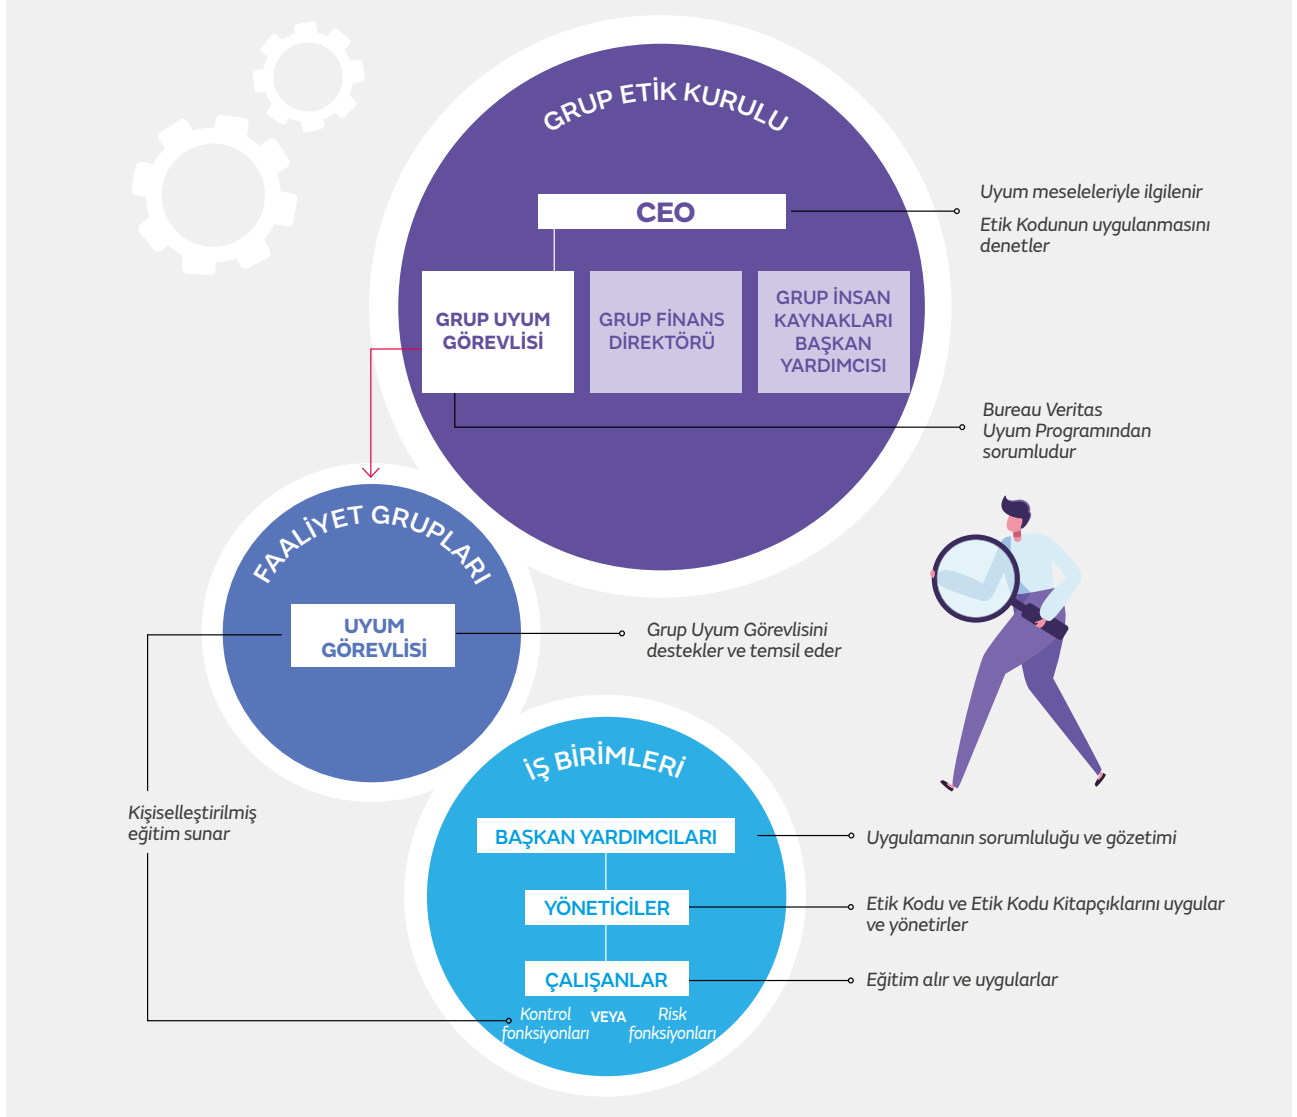 GRUP ETİK KURULU
CEO
Uyum meseleleriyle ilgilenir
Etik Kodunun uygulanmasını
denetler
GRUP UYUM
GÖREVLİSİ
GRUP FİNANS
DİREKTÖRÜ
GRUP İNSAN
KAYNAKLARI
BAŞKAN
YARDIMCISI
Bureau Veritas
Uyum Programından
sorumludur
FAALİYET GRUPLARI
UYUM
GÖREVLİSİ
Grup Uyum Görevlisini
destekler ve temsil eder
Kişiselleştirilmiş
eğitim sunar
İŞ BİRİMLERİ
BAŞKAN YARDIMCILARI
Uygulamanın sorumluluğu ve gözetimi
YÖNETİCİLER
Etik Kodu ve Etik Kodu Kitapçıklarını uygular
ve yönetirler
ÇALIŞANLAR
Eğitim alır ve uygularlar
Kontrol
fonksiyonları
VEYA
Risk
fonksiyonları